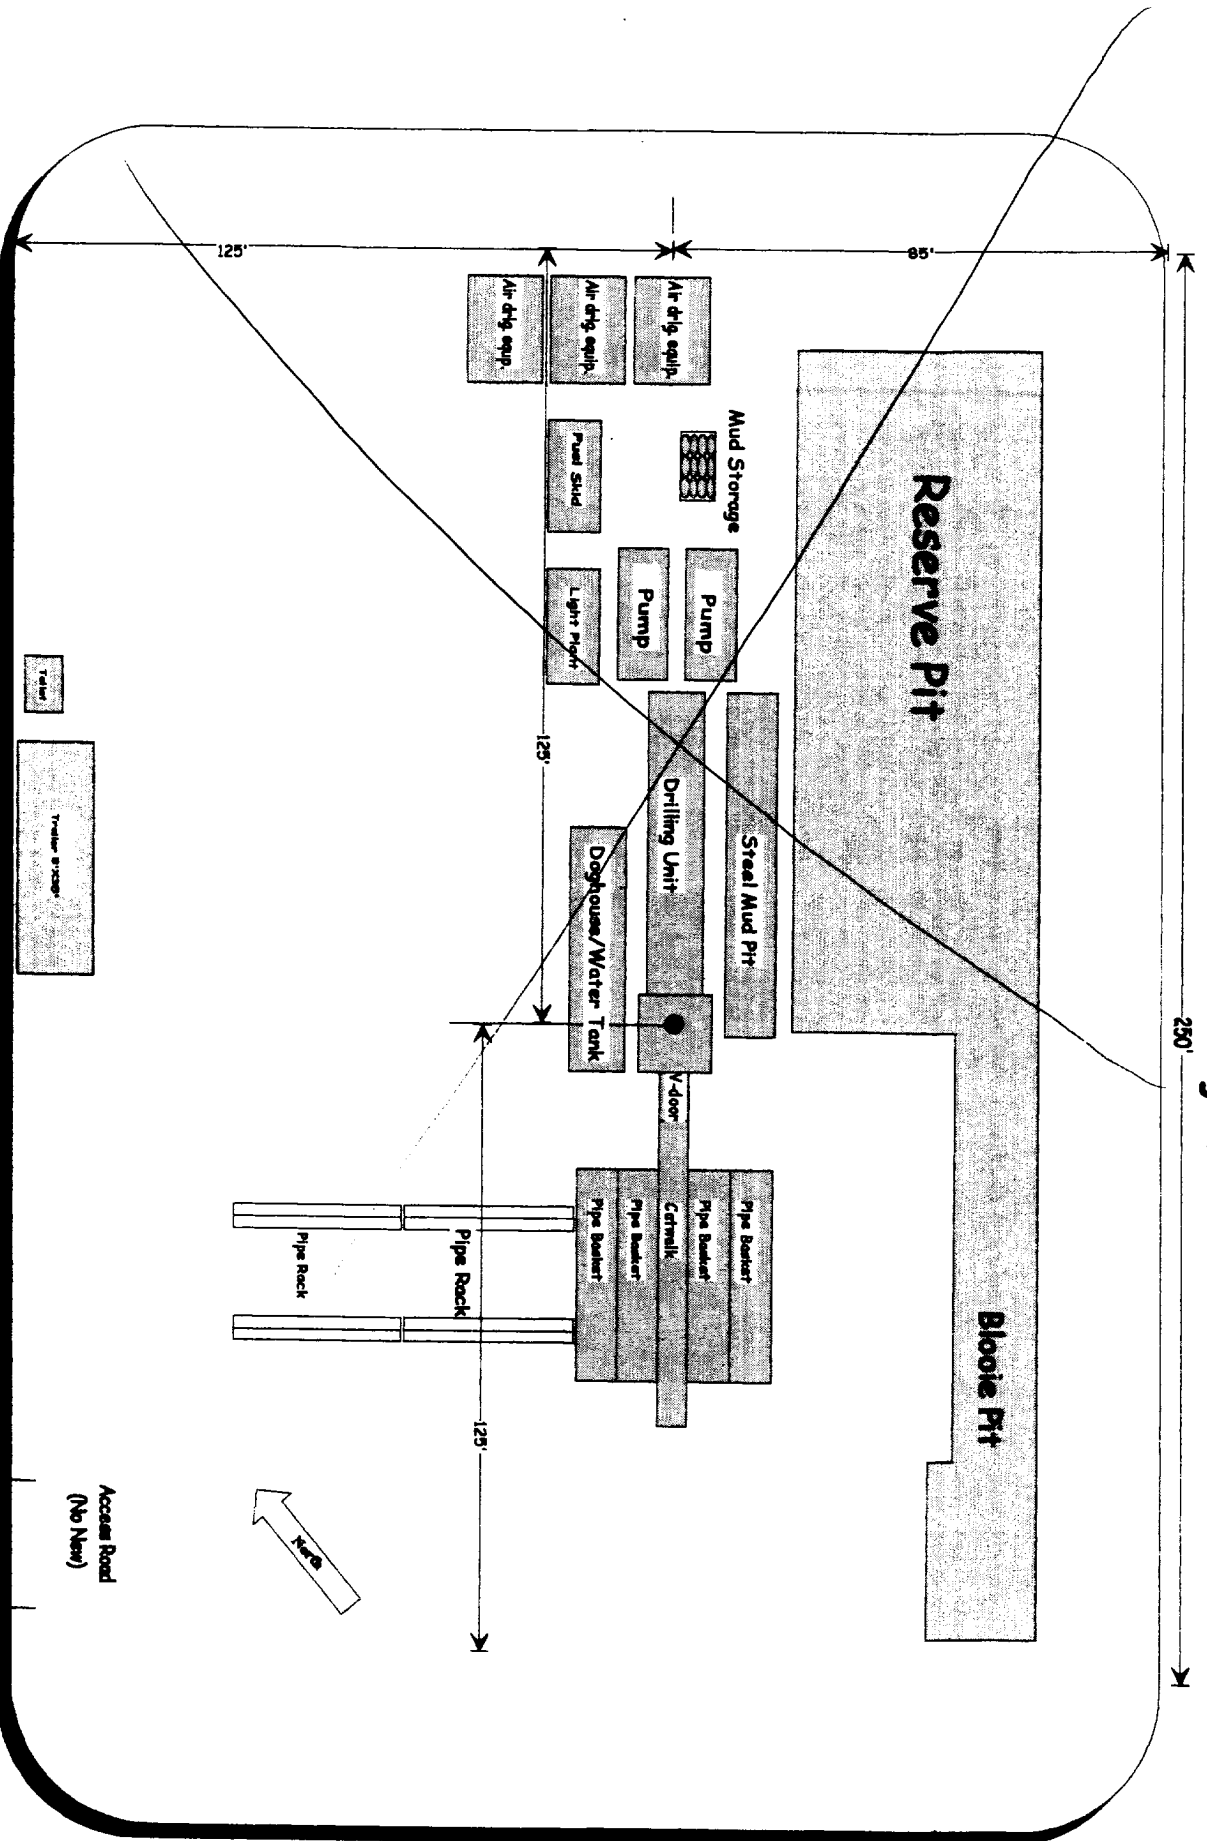 250'
85'
125'
Reserve Pit
Blooie Pit
Mud Storage
Air drlg. equip.
Air drlg. equip.
Air drlg. equip.
Pump
Pump
Fuel Skid
Light Plant
Steel Mud Pit
Drilling Unit
Doghouse/Water Tank
V-door
Pipe Basket
Pipe Basket
Catwalk
Pipe Basket
Pipe Basket
125'
125'
Pipe Rack
Pipe Rack
North
Toilet
Trailer
Access Road
(No New)